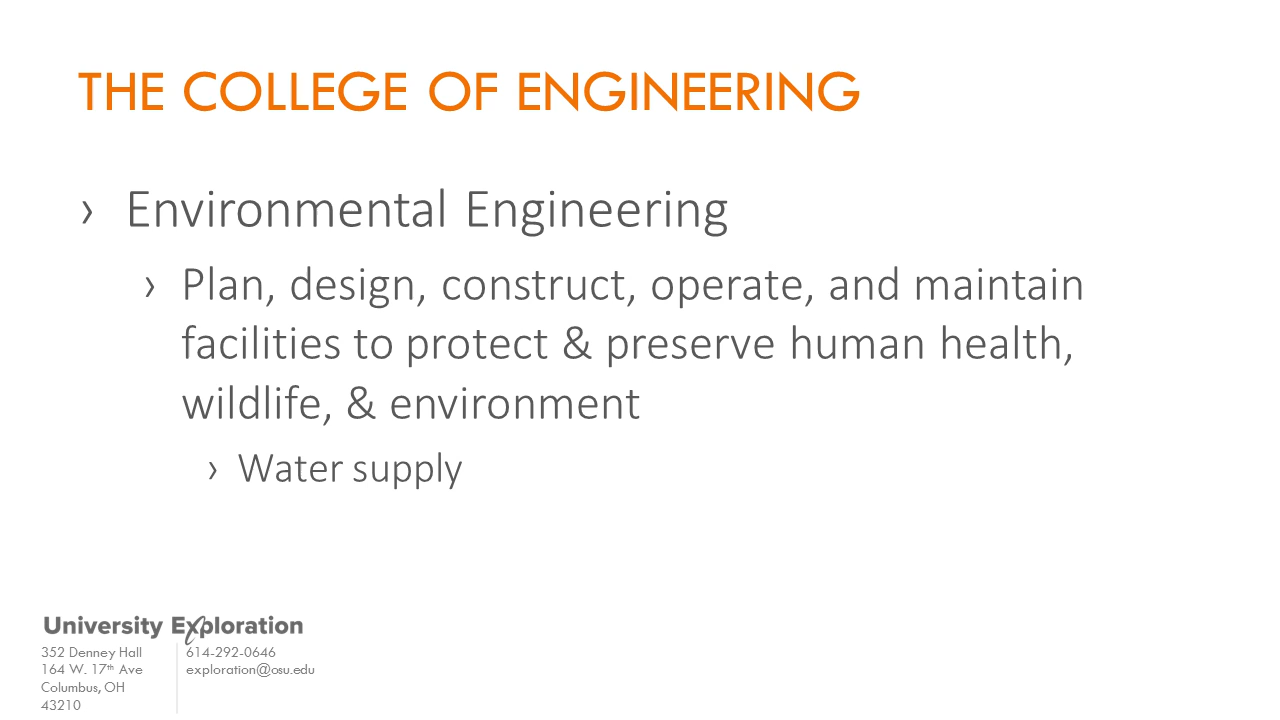 THE COLLEGE OF ENGINEERING
› Environmental Engineering
› Plan, design, construct, operate, and maintain
facilities to protect & preserve human health,
wildlife, & environment
› Water supply
University Exploration
352 Denney Hall
164 W. 17th Ave
Columbus, OH
43210
614-292-0646
exploration@osu.edu